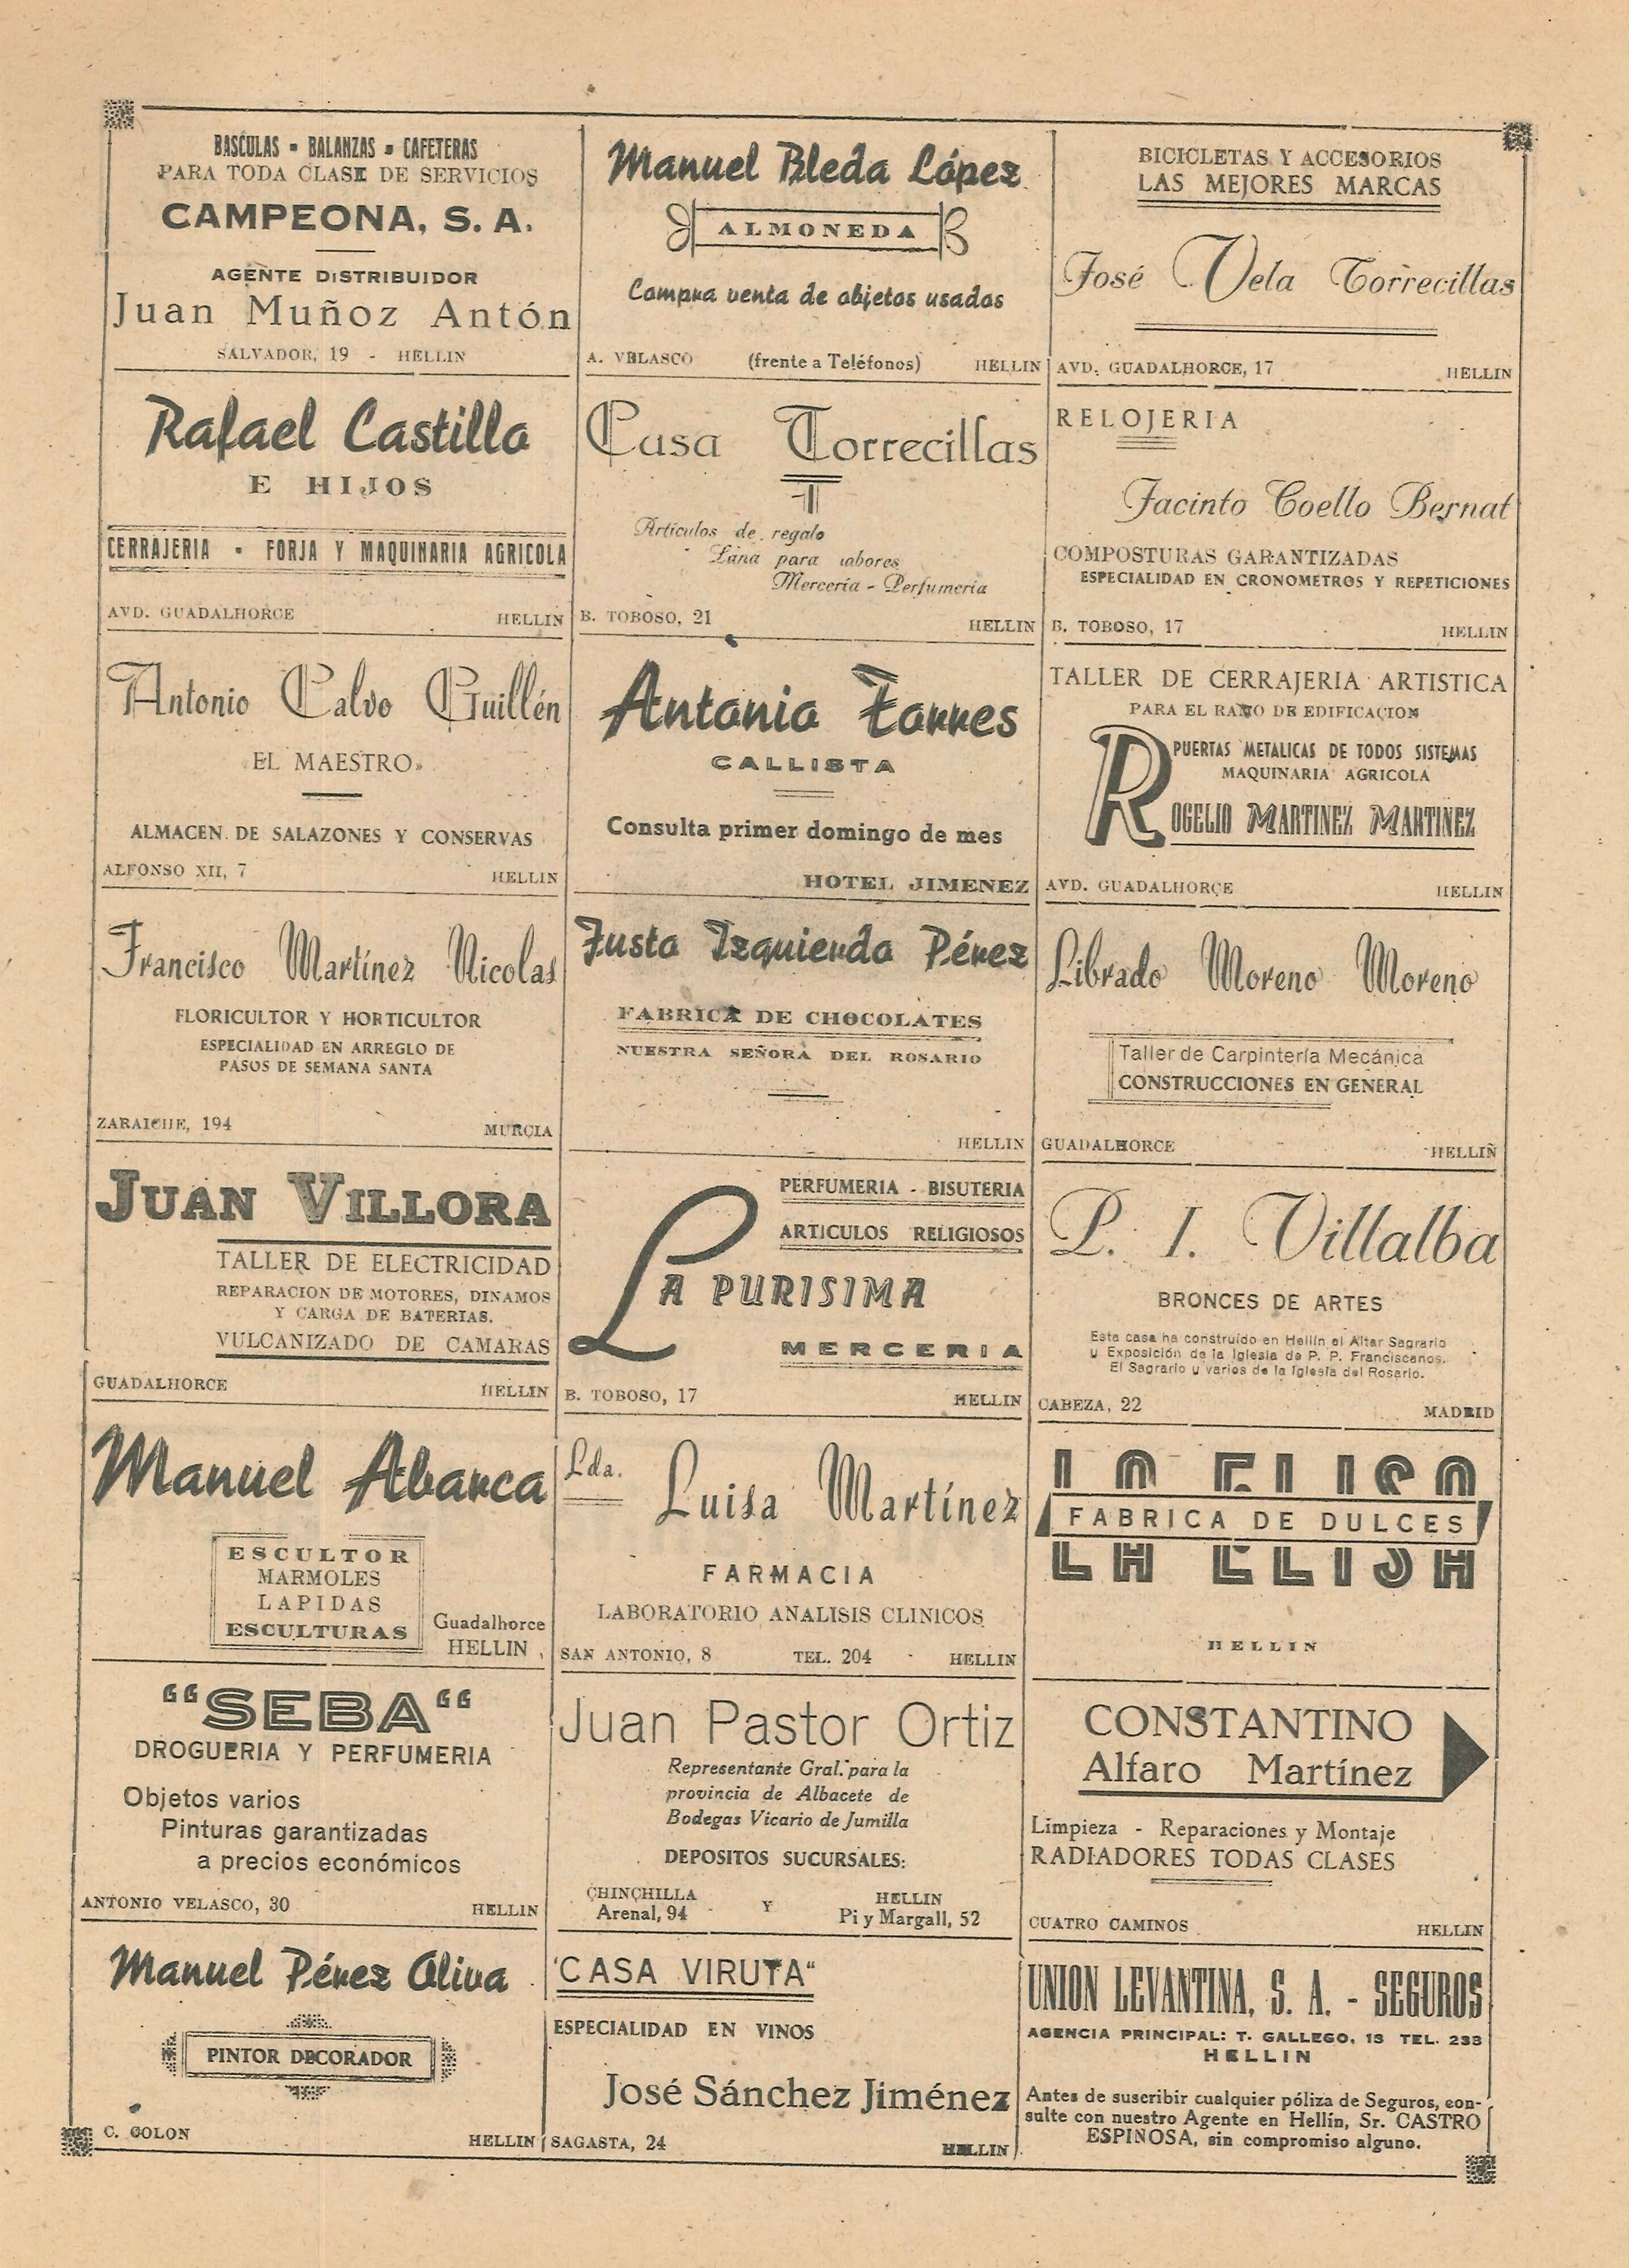 BASCULAS - BALANZAS - CAFETERAS
PARA TODA CLASE DE SERVICIOS
CAMPEONA, S. A.
AGENTE DISTRIBUIDOR
Juan Muñoz Antón
SALVADOR, 19 - HELLIN
Manuel Bleda López
ALMONEDA
Compra venta de objetos usados
A. VELASCO (frente a Teléfonos) HELLIN
BICICLETAS Y ACCESORIOS
LAS MEJORES MARCAS
José Vela Torrecillas
AVD. GUADALHORCE, 17 HELLIN
Rafael Castillo
E HIJOS
CERRAJERIA - FORJA Y MAQUINARIA AGRICOLA
AVD. GUADALHORCE HELLIN
Casa Torrecillas
T
Artículos de regalo
Lana para labores
Mercería - Perfumería
B. TOBOSO, 21 HELLIN
RELOJERIA
Jacinto Coello Bernat
COMPOSTURAS GARANTIZADAS
ESPECIALIDAD EN CRONOMETROS Y REPETICIONES
B. TOBOSO, 17 HELLIN
Antonio Calvo Guillén
«EL MAESTRO»
ALMACEN DE SALAZONES Y CONSERVAS
ALFONSO XII, 7 HELLIN
Antonio Torres
CALLISTA
Consulta primer domingo de mes
HOTEL JIMENEZ
TALLER DE CERRAJERIA ARTISTICA
PARA EL RAMO DE EDIFICACION
PUERTAS METALICAS DE TODOS SISTEMAS
MAQUINARIA AGRICOLA
ROGELIO MARTINEZ MARTINEZ
AVD. GUADALHORCE HELLIN
Francisco Martínez Nicolas
FLORICULTOR Y HORTICULTOR
ESPECIALIDAD EN ARREGLO DE
PASOS DE SEMANA SANTA
ZARAICHE, 194 MURCIA
Justo Izquierdo Pérez
FABRICA DE CHOCOLATES
NUESTRA SEÑORA DEL ROSARIO
HELLIN
Librado Moreno Moreno
Taller de Carpintería Mecánica
CONSTRUCCIONES EN GENERAL
GUADALHORCE HELLIN
JUAN VILLORA
TALLER DE ELECTRICIDAD
REPARACION DE MOTORES, DINAMOS
Y CARGA DE BATERIAS.
VULCANIZADO DE CAMARAS
GUADALHORCE HELLIN
PERFUMERIA - BISUTERIA
ARTICULOS RELIGIOSOS
LA PURISIMA
MERCERIA
B. TOBOSO, 17 HELLIN
P. I. Villalba
BRONCES DE ARTES
Esta casa ha construído en Hellín el Altar Sagrario
y Exposición de la Iglesia de P. P. Franciscanos.
El Sagrario y varios de la Iglesia del Rosario.
CABEZA, 22 MADRID
Manuel Abarca
ESCULTOR
MARMOLES
LAPIDAS
ESCULTURAS
Guadalhorce
HELLIN
Lda. Luisa Martínez
FARMACIA
LABORATORIO ANALISIS CLINICOS
SAN ANTONIO, 8 TEL. 204 HELLIN
LA ELISA
FABRICA DE DULCES
HELLIN
“SEBA“
DROGUERIA Y PERFUMERIA
Objetos varios
Pinturas garantizadas
a precios económicos
ANTONIO VELASCO, 30 HELLIN
Juan Pastor Ortiz
Representante Gral. para la
provincia de Albacete de
Bodegas Vicario de Jumilla
DEPOSITOS SUCURSALES:
CHINCHILLA Y HELLIN
Arenal, 94 Pi y Margall, 52
CONSTANTINO
Alfaro Martínez
Limpieza - Reparaciones y Montaje
RADIADORES TODAS CLASES
CUATRO CAMINOS HELLIN
Manuel Pérez Oliva
PINTOR DECORADOR
C. COLON HELLIN
'CASA VIRUTA“
ESPECIALIDAD EN VINOS
José Sánchez Jiménez
SAGASTA, 24 HELLIN
UNION LEVANTINA, S. A. - SEGUROS
AGENCIA PRINCIPAL: T. GALLEGO, 13 TEL. 233
HELLIN
Antes de suscribir cualquier póliza de Seguros, con-
sulte con nuestro Agente en Hellín, Sr. CASTRO
ESPINOSA, sin compromiso alguno.